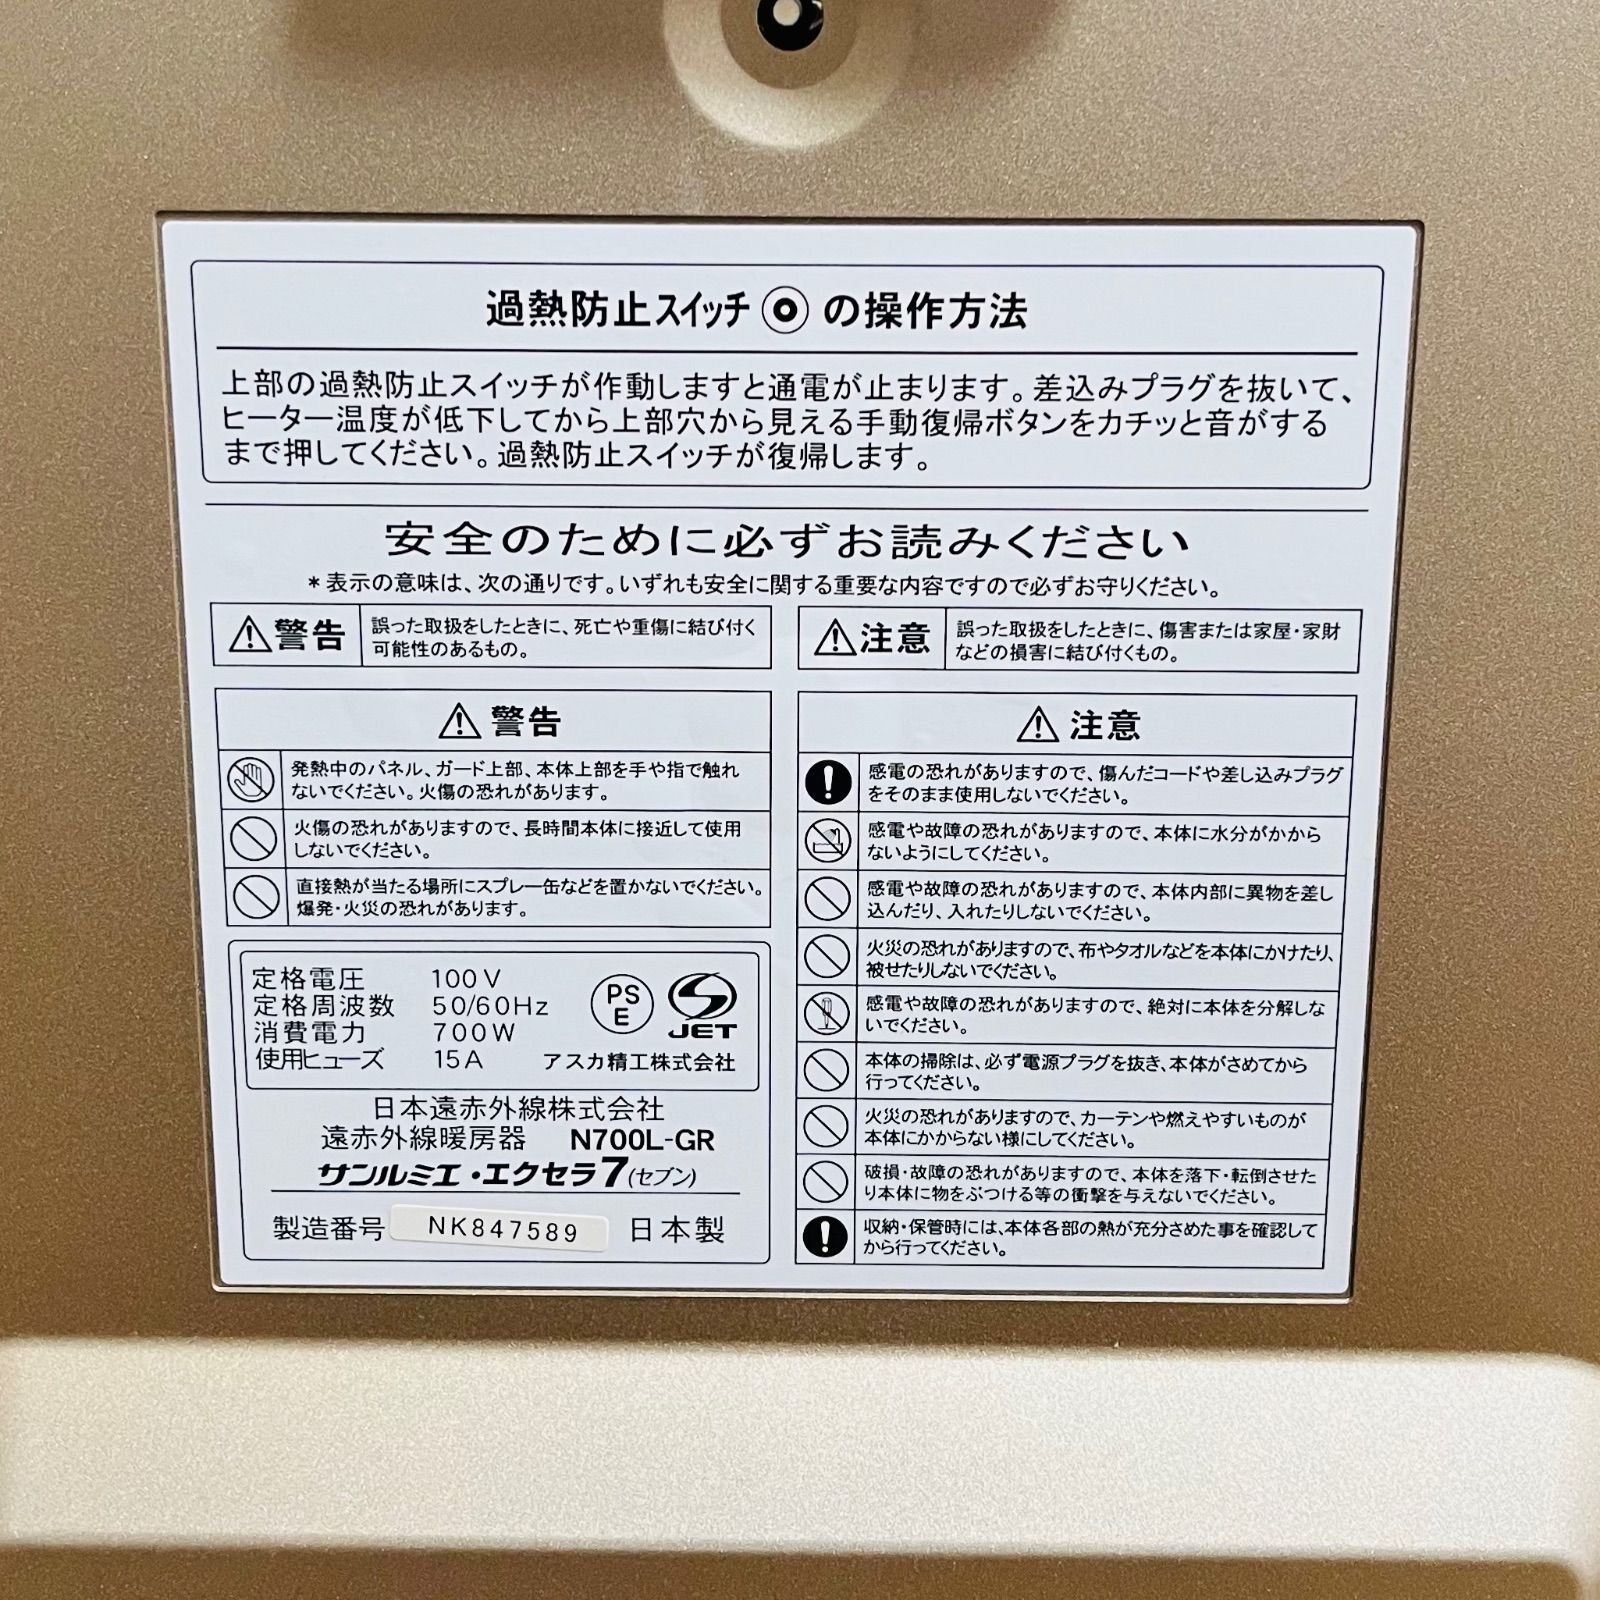 過熱防止スイッチ の操作方法
上部の過熱防止スイッチが作動しますと通電が止まります。差込みプラグを抜いて、
ヒーター温度が低下してから上部穴から見える手動復帰ボタンをカチッと音がする
まで押してください。過熱防止スイッチが復帰します。
安全のために必ずお読みください
*表示の意味は、次の通りです。いずれも安全に関する重要な内容ですので必ずお守りください。
警告
誤った取扱をしたときに、死亡や重傷に結び付く
可能性のあるもの。
注意
誤った取扱をしたときに、傷害または家屋・家財
などの損害に結び付くもの。
警告
発熱中のパネル、ガード上部、本体上部を手や指で触れ
ないでください。火傷の恐れがあります。
火傷の恐れがありますので、長時間本体に接近して使用
しないでください。
直接熱が当たる場所にスプレー缶などを置かないでください。
爆発・火災の恐れがあります。
定格電圧 100V
定格周波数 50/60Hz
消費電力 700W
使用ヒューズ 15A
PS
E
JET
アスカ精工株式会社
日本遠赤外線株式会社
遠赤外線暖房器 N700L-GR
サンルミエ・エクセラ7(セブン)
製造番号 NK847589 日本製
注意
感電の恐れがありますので、傷んだコードや差し込みプラグ
をそのまま使用しないでください。
感電や故障の恐れがありますので、本体に水分がかから
ないようにしてください。
感電や故障の恐れがありますので、本体内部に異物を差し
込んだり、入れたりしないでください。
火災の恐れがありますので、布やタオルなどを本体にかけたり、
被せたりしないでください。
感電や故障の恐れがありますので、絶対に本体を分解しな
いでください。
本体の掃除は、必ず電源プラグを抜き、本体がさめてから
行ってください。
火災の恐れがありますので、カーテンや燃えやすいものが
本体にかからない様にしてください。
破損・故障の恐れがありますので、本体を落下・転倒させた
り本体に物をぶつける等の衝撃を与えないでください。
収納・保管時には、本体各部の熱が充分さめた事を確認して
から行ってください。